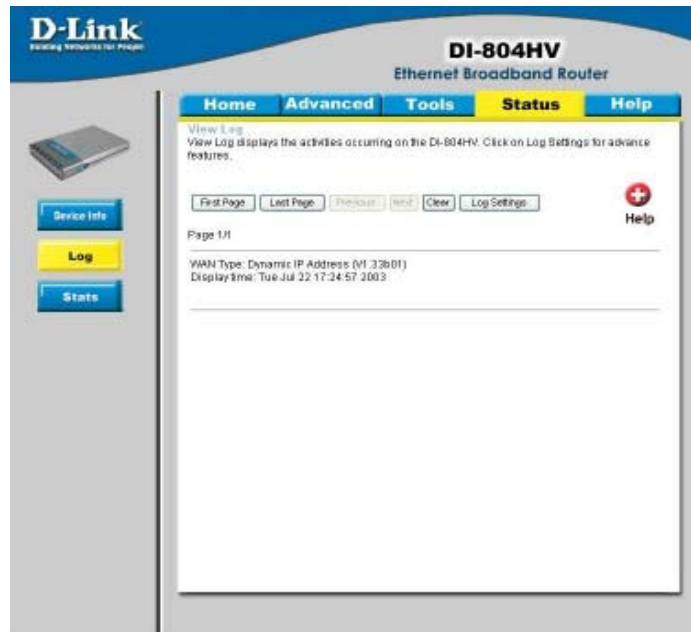 D-Link
Building Networks for People
DI-804HV
Ethernet Broadband Router
Home Advanced Tools Status Help
View Log
View Log displays the activities occurring on the DI-804HV. Click on Log Settings for advance
features.
First Page Last Page Previous Next Clear Log Settings
Help
Page 1/1
Device Info
Log
Stats
WAN Type: Dynamic IP Address (V1.33b01)
Display time: Tue Jul 22 17:24:57 2003